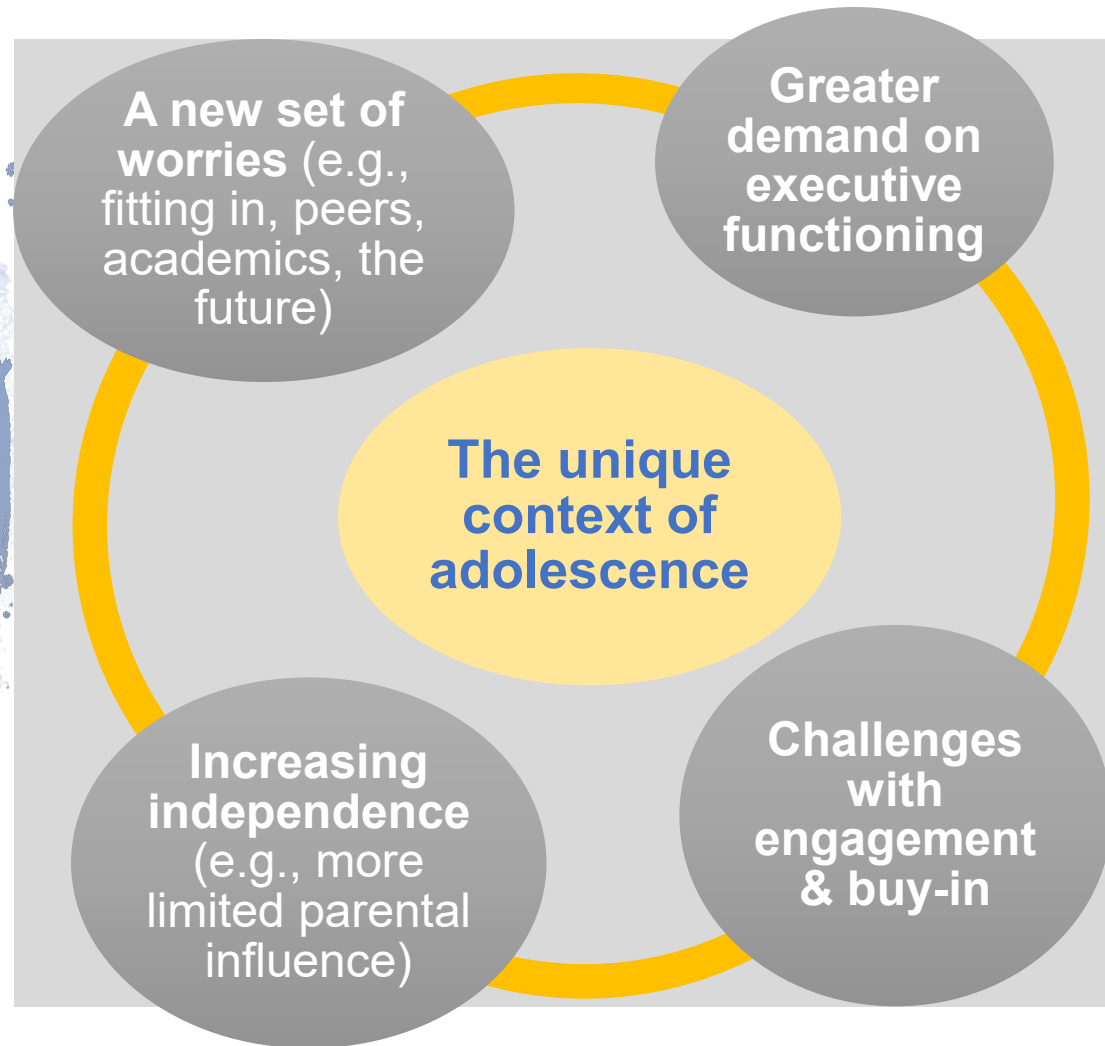 A new set of
worries (e.g.,
fitting in, peers,
academics, the
future)
Greater
demand on
executive
functioning
The unique
context of
adolescence
Increasing
independence
(e.g., more
limited parental
influence)
Challenges
with
engagement
& buy-in